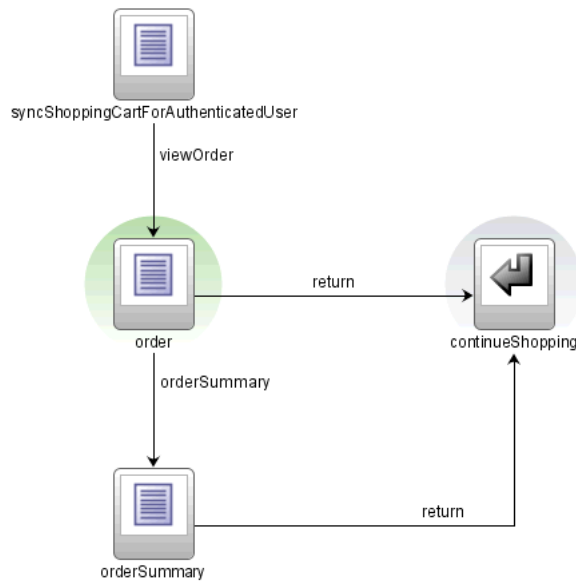 syncShoppingCartForAuthenticatedUser
viewOrder
return
order
continueShopping
orderSummary
return
orderSummary